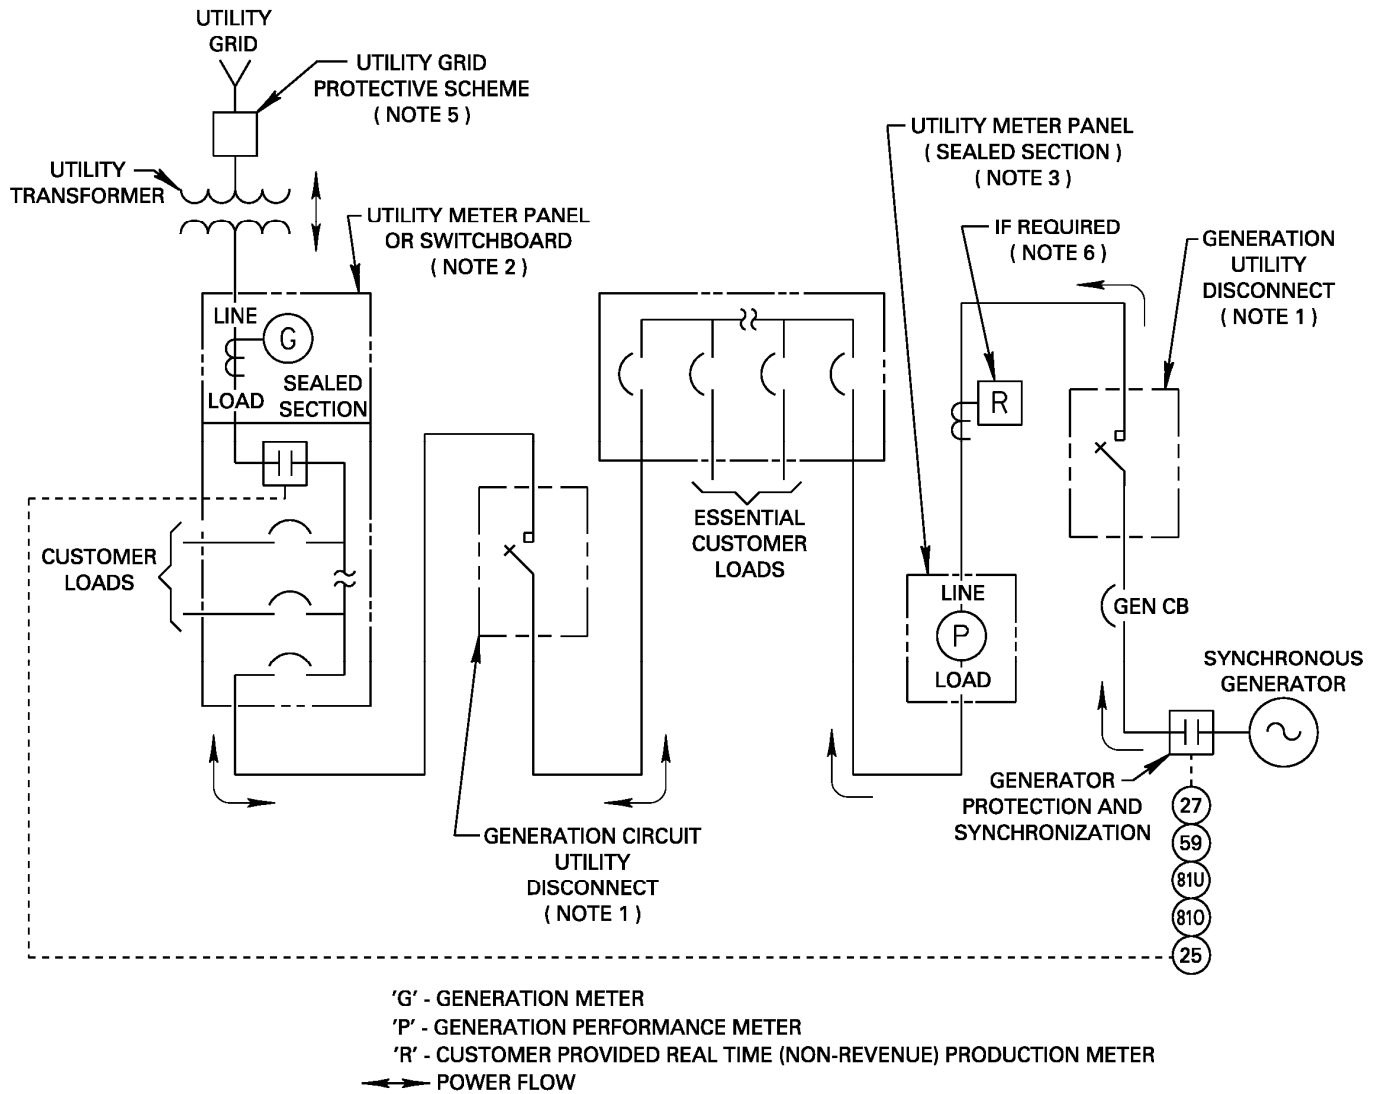 UTILITY
GRID
UTILITY GRID
PROTECTIVE SCHEME
( NOTE 5 )
UTILITY
TRANSFORMER
UTILITY METER PANEL
OR SWITCHBOARD
( NOTE 2 )
UTILITY METER PANEL
( SEALED SECTION )
( NOTE 3 )
IF REQUIRED
( NOTE 6 )
GENERATION
UTILITY
DISCONNECT
( NOTE 1 )
LINE
G
SEALED
SECTION
LOAD
R
CUSTOMER
LOADS
ESSENTIAL
CUSTOMER
LOADS
LINE
P
LOAD
GEN CB
SYNCHRONOUS
GENERATOR
GENERATOR
PROTECTION AND
SYNCHRONIZATION
27
59
81U
81O
25
GENERATION CIRCUIT
UTILITY
DISCONNECT
( NOTE 1 )
'G' - GENERATION METER
'P' - GENERATION PERFORMANCE METER
'R' - CUSTOMER PROVIDED REAL TIME (NON-REVENUE) PRODUCTION METER
POWER FLOW